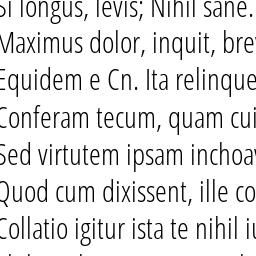 Si longus, levis; Nihil sane.
Maximus dolor, inquit, brev
Equidem e Cn. Ita relinque
Conferam tecum, quam cui
Sed virtutem ipsam inchoav
Quod cum dixissent, ille co
Collatio igitur ista te nihil iu